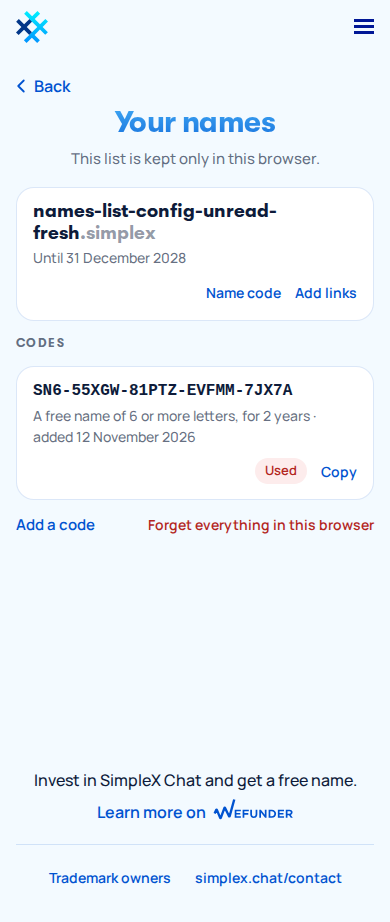 Back
Your names
This list is kept only in this browser.
names-list-config-unread-
fresh.simplex
Until 31 December 2028
Name code Add links
CODES
SN6-55XGW-81PTZ-EVFMM-7JX7A
A free name of 6 or more letters, for 2 years ·
added 12 November 2026
Used Copy
Add a code Forget everything in this browser
Invest in SimpleX Chat and get a free name.
Learn more on WEFUNDER
Trademark owners simplex.chat/contact